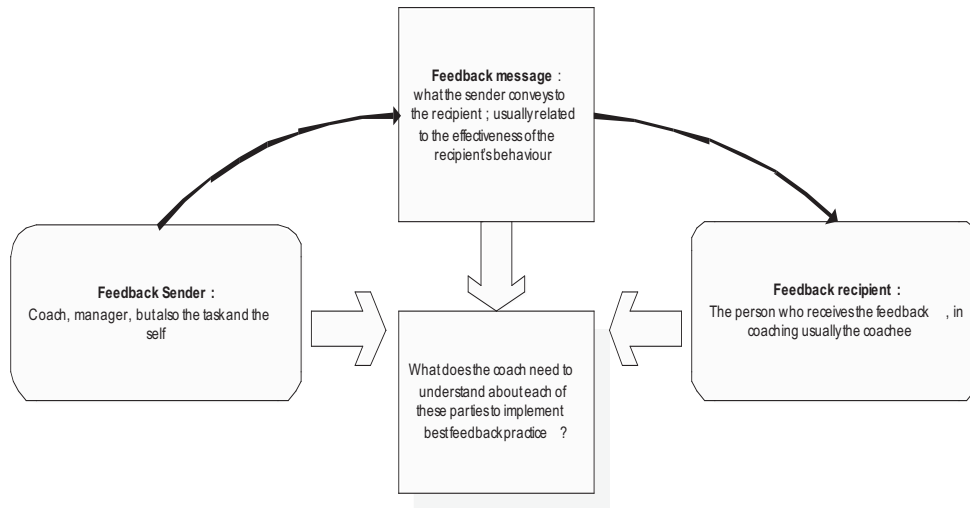 Feedback message :
what the sender conveys to
the recipient ; usually related
to the effectiveness of the
recipient's behaviour
Feedback Sender :
Coach, manager, but also the task and the
self
Feedback recipient :
The person who receives the feedback , in
coaching usually the coachee
What does the coach need to
understand about each of
these parties to implement
best feedback practice ?